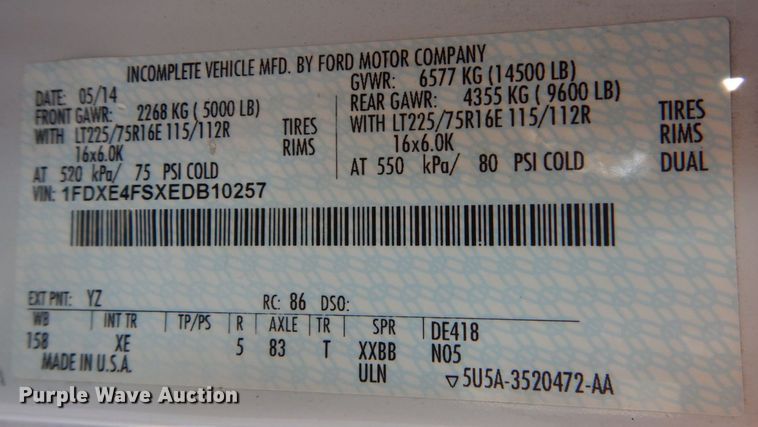 INCOMPLETE VEHICLE MFD. BY FORD MOTOR COMPANY
DATE: 05/14 GVWR: 6577 KG (14500 LB)
FRONT GAWR: 2268 KG ( 5000 LB) REAR GAWR: 4355 KG ( 9600 LB)
WITH LT225/75R16E 115/112R TIRES WITH LT225/75R16E 115/112R TIRES
16x6.0K RIMS 16x6.0K RIMS
AT 520 kPa/ 75 PSI COLD AT 550 kPa/ 80 PSI COLD DUAL
VIN: 1FDXE4FSXEDB10257
EXT PNT: YZ RC: 86 DSO:
WB INT TR TP/PS R AXLE TR SPR DE418
158 XE 5 83 T XXBB N05
MADE IN U.S.A. ULN ▽5U5A-3520472-AA
Purple Wave Auction